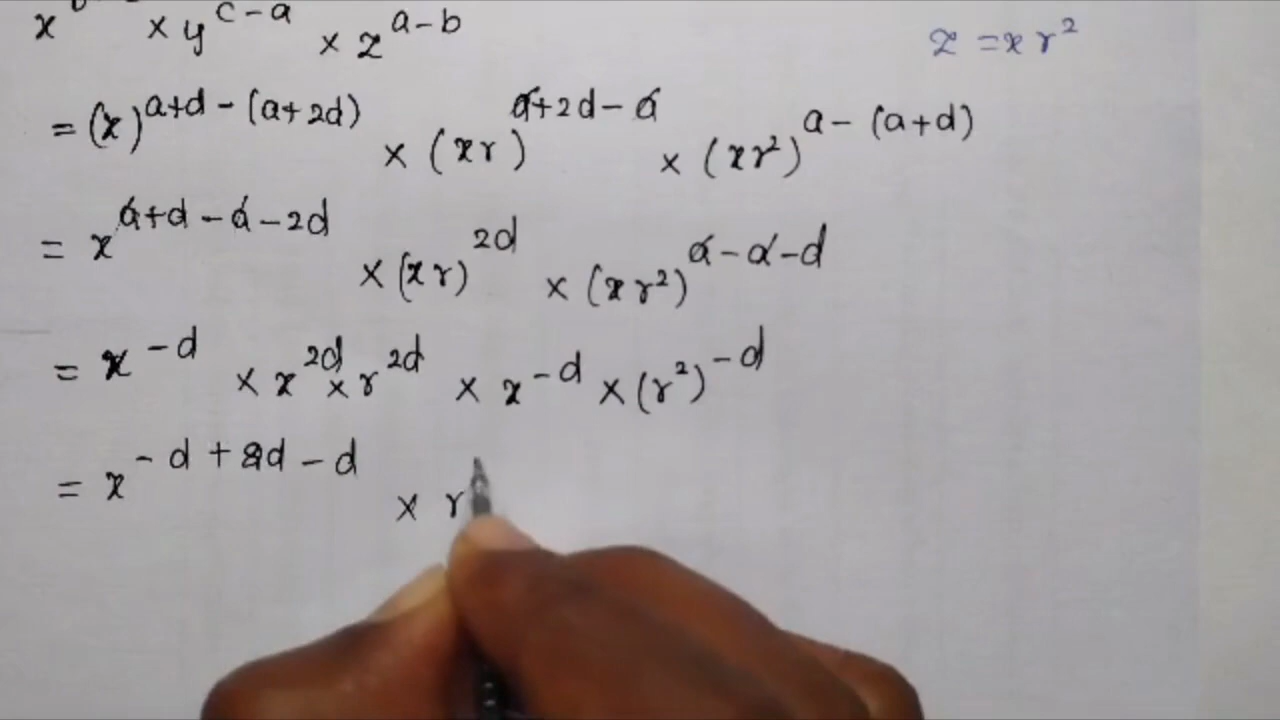 x × y^(c-a) × z^(a-b)
z = xr²
= (x)^(a+d-(a+2d)) × (xr)^(a+2d-a) × (xr²)^(a-(a+d))
= x^(a+d-a-2d) × (xr)^(2d) × (xr²)^(a-a-d)
= x^(-d) × x^(2d) × r^(2d) × x^(-d) × (r²)^(-d)
= x^(-d+2d-d) × r